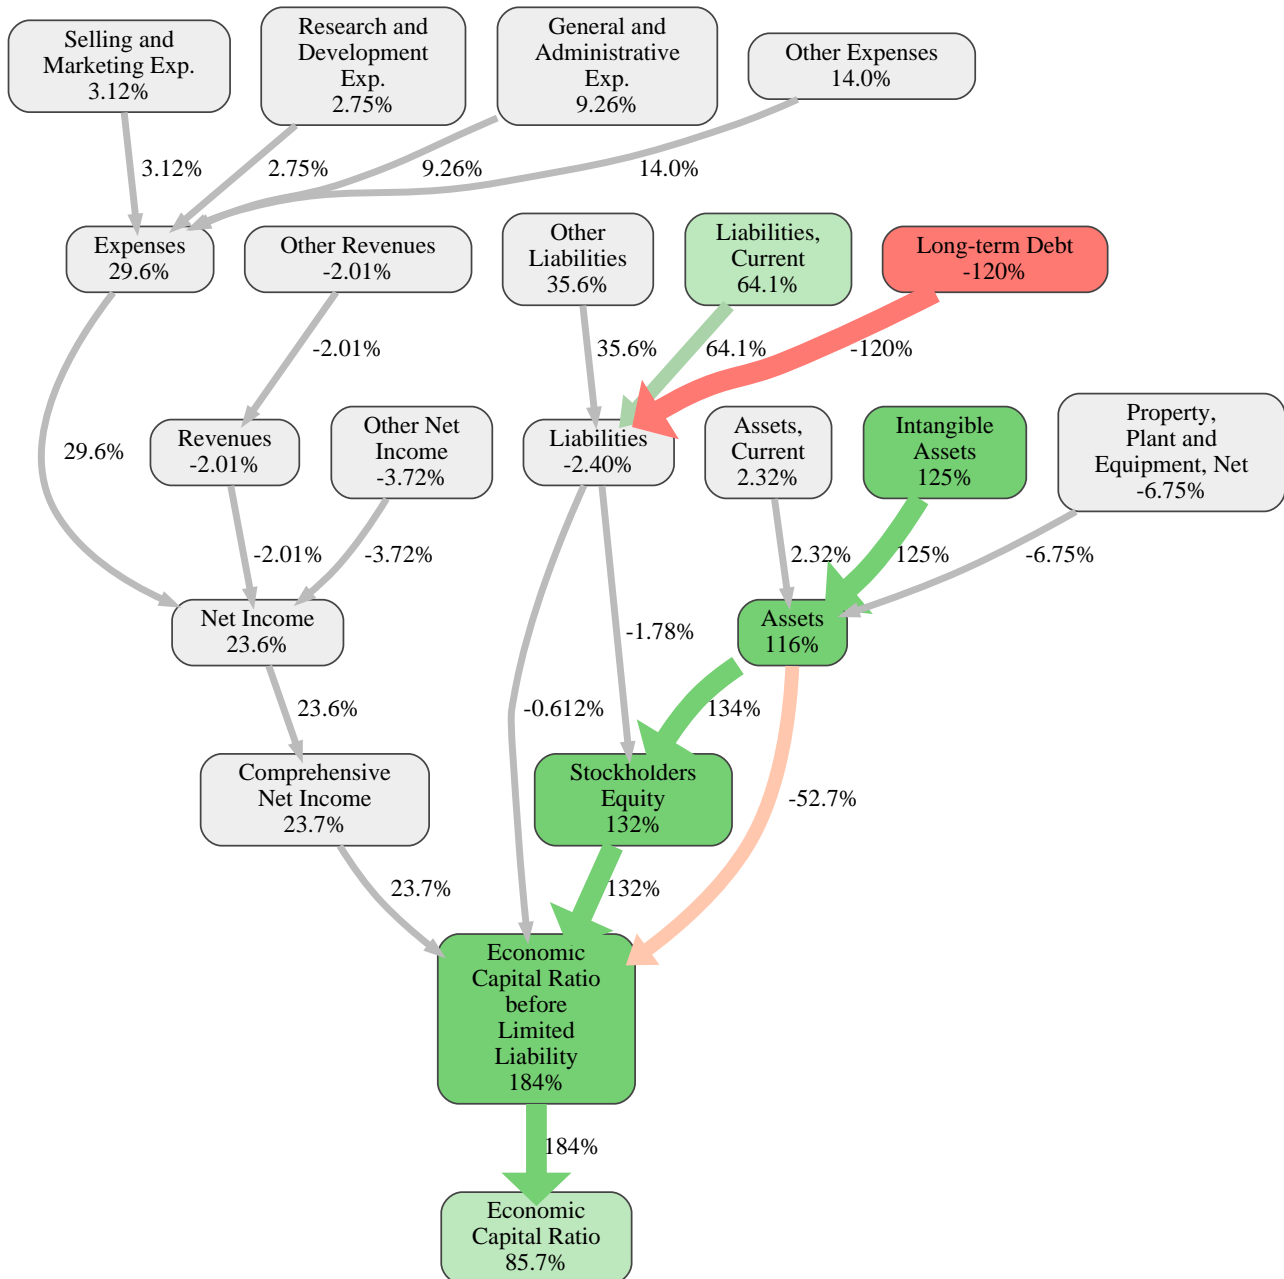 Selling and
Marketing Exp.
3.12%
Research and
Development
Exp.
2.75%
General and
Administrative
Exp.
9.26%
Other Expenses
14.0%
3.12%
2.75%
9.26%
14.0%
Expenses
29.6%
Other Revenues
-2.01%
Other
Liabilities
35.6%
Liabilities,
Current
64.1%
Long-term Debt
-120%
-2.01%
35.6%
64.1%
-120%
29.6%
Revenues
-2.01%
Other Net
Income
-3.72%
Liabilities
-2.40%
Assets,
Current
2.32%
Intangible
Assets
125%
Property,
Plant and
Equipment, Net
-6.75%
-2.01%
-3.72%
2.32%
125%
-6.75%
Net Income
23.6%
-1.78%
Assets
116%
23.6%
-0.612%
134%
Comprehensive
Net Income
23.7%
Stockholders
Equity
132%
-52.7%
23.7%
132%
Economic
Capital Ratio
before
Limited
Liability
184%
184%
Economic
Capital Ratio
85.7%